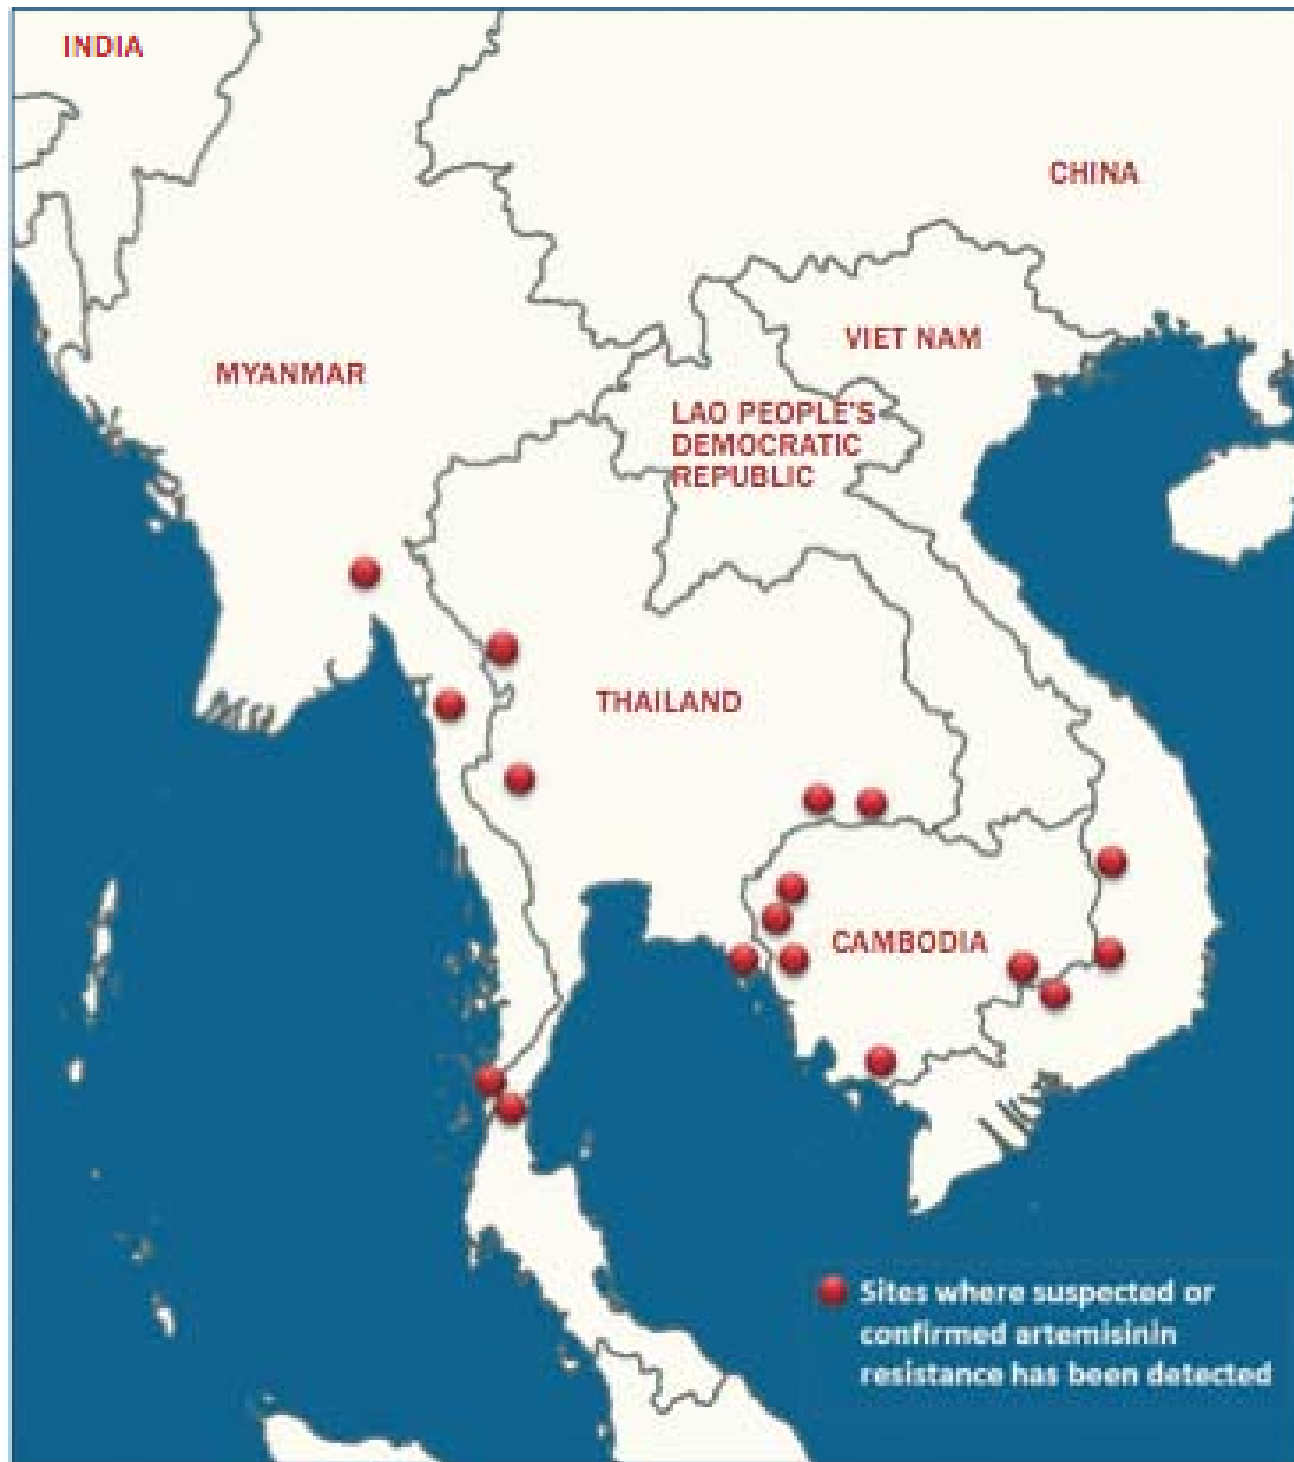 INDIA
CHINA
VIET NAM
MYANMAR
LAO PEOPLE'S
DEMOCRATIC
REPUBLIC
THAILAND
CAMBODIA
Sites where suspected or
confirmed artemisinin
resistance has been detected